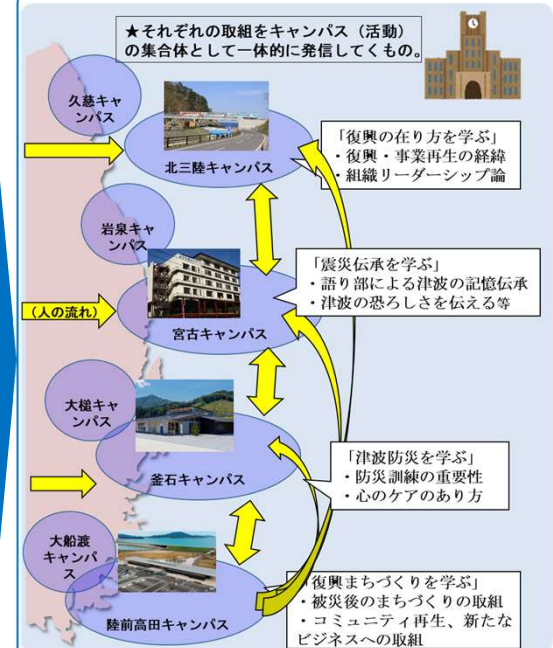 ★それぞれの取組をキャンパス（活動）
の集合体として一体的に発信してくもの。
久慈キャ
ンパス
北三陸キャンパス
「復興の在り方を学ぶ」
・復興・事業再生の経緯
・組織リーダーシップ論
岩泉キャ
ンパス
「震災伝承を学ぶ」
・語り部による津波の記憶伝承
・津波の恐ろしさを伝える等
(人の流れ)
宮古キャンパス
大槌キャ
ンパス
釜石キャンパス
「津波防災を学ぶ」
・防災訓練の重要性
・心のケアのあり方
大船渡
キャンパ
ス
陸前高田キャンパス
「復興まちづくりを学ぶ」
・被災後のまちづくりの取組
・コミュニティ再生、新たな
ビジネスへの取組